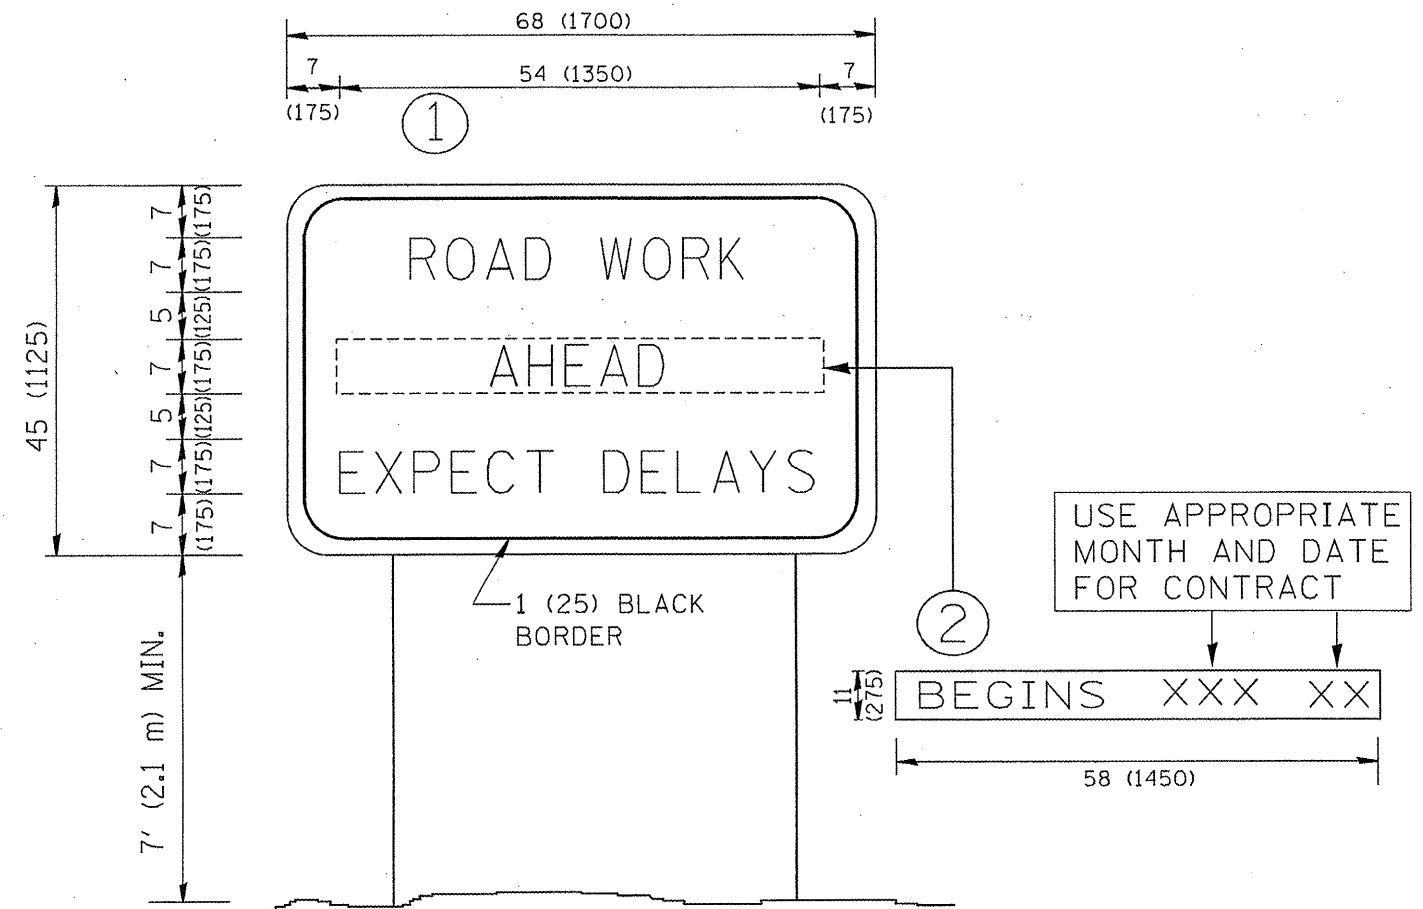 68 (1700)
7
54 (1350)
7
(175)
(175)
1
45 (1125)
7 (175)
7 (175)
5 (125)
7 (175)
5 (125)
7 (175)
7 (175)
ROAD WORK
AHEAD
EXPECT DELAYS
1 (25) BLACK
BORDER
7' (2.1 m) MIN.
2
USE APPROPRIATE
MONTH AND DATE
FOR CONTRACT
11
(275)
BEGINS XXX XX
58 (1450)